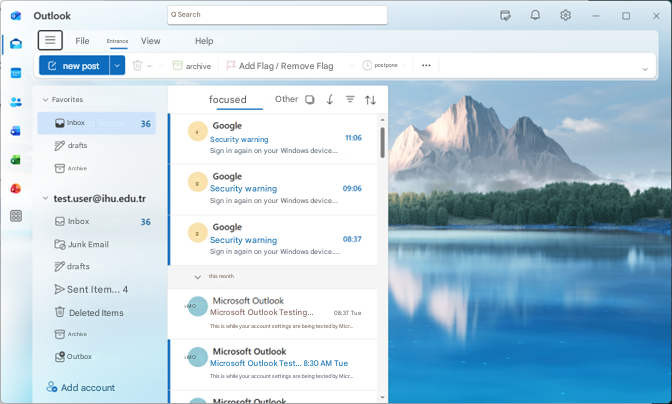 Outlook
Search
File Entrance View Help
new post archive Add Flag / Remove Flag postpone ...
Favorites
Inbox 36
drafts
Archive
test.user@ihu.edu.tr
Inbox 36
Junk Email
drafts
Sent Item... 4
Deleted Items
Archive
Outbox
Add account
focused Other
Google
Security warning 11:06
Sign in again on your Windows device...
Google
Security warning 09:06
Sign in again on your Windows device...
Google
Security warning 08:37
Sign in again on your Windows device....
this month
Microsoft Outlook
Microsoft Outlook Testing... 08:37 Tue
This is while your account settings are being tested by Micr...
Microsoft Outlook
Microsoft Outlook Test... 8:30 AM Tue
This is while your account settings are being tested by Micr...
Microsoft Outlook